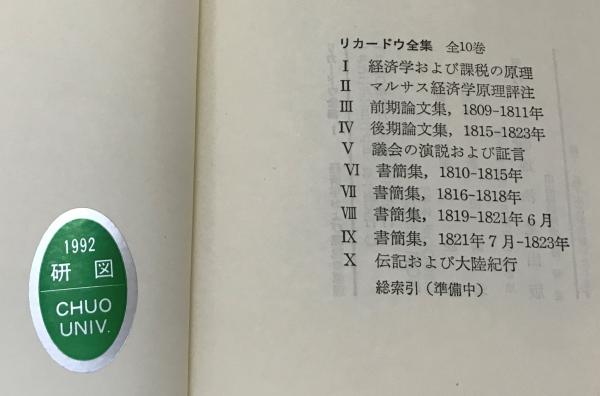 1992
研 図
CHUO
UNIV.
リカードウ全集 全10巻
I 経済学および課税の原理
II マルサス経済学原理評注
III 前期論文集, 1809-1811年
IV 後期論文集, 1815-1823年
V 議会の演説および証言
VI 書簡集, 1810-1815年
VII 書簡集, 1816-1818年
VIII 書簡集, 1819-1821年6月
IX 書簡集, 1821年7月-1823年
X 伝記および大陸紀行
総索引(準備中)